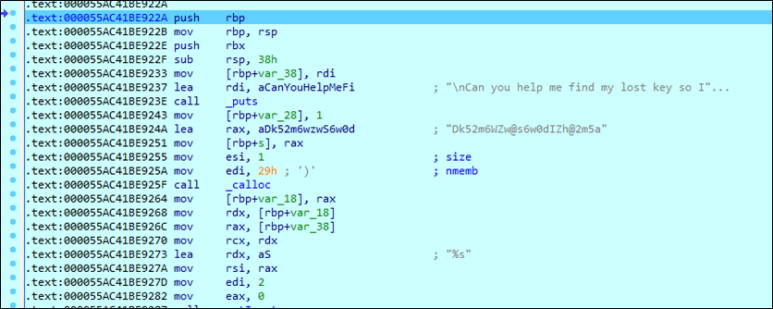 .text:000055AC41BE922A
.text:000055AC41BE922A push rbp
.text:000055AC41BE922B mov rbp, rsp
.text:000055AC41BE922E push rbx
.text:000055AC41BE922F sub rsp, 38h
.text:000055AC41BE9233 mov [rbp+var_38], rdi
.text:000055AC41BE9237 lea rdi, aCanYouHelpMeFi ; "\nCan you help me find my lost key so I"...
.text:000055AC41BE923E call _puts
.text:000055AC41BE9243 mov [rbp+var_28], 1
.text:000055AC41BE924A lea rax, aDk52m6wzwS6w0d ; "Dk52m6WZw@s6w0dIZh@2m5a"
.text:000055AC41BE9251 mov [rbp+s], rax
.text:000055AC41BE9255 mov esi, 1 ; size
.text:000055AC41BE925A mov edi, 29h ; ')' ; nmemb
.text:000055AC41BE925F call _calloc
.text:000055AC41BE9264 mov [rbp+var_18], rax
.text:000055AC41BE9268 mov rdx, [rbp+var_18]
.text:000055AC41BE926C mov rax, [rbp+var_38]
.text:000055AC41BE9270 mov rcx, rdx
.text:000055AC41BE9273 lea rdx, aS ; "%s"
.text:000055AC41BE927A mov rsi, rax
.text:000055AC41BE927D mov edi, 2
.text:000055AC41BE9282 mov eax, 0